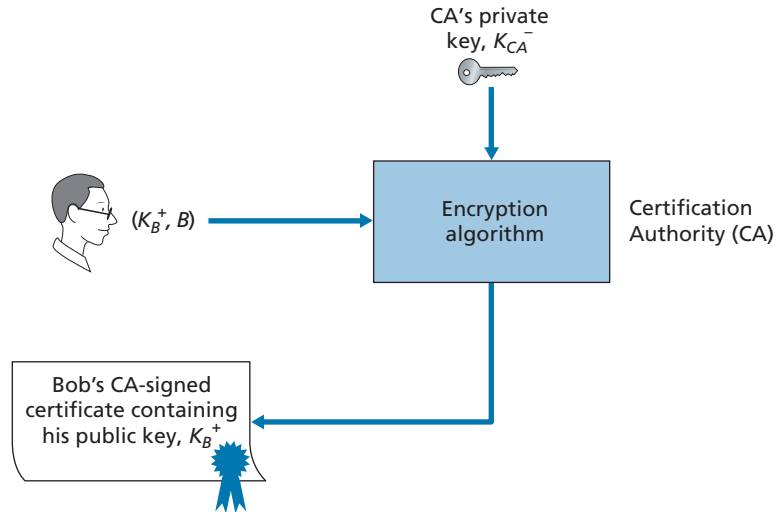 CA's private
key, K_CA^−
(K_B^+, B)
Encryption
algorithm
Certification
Authority (CA)
Bob's CA-signed
certificate containing
his public key, K_B^+